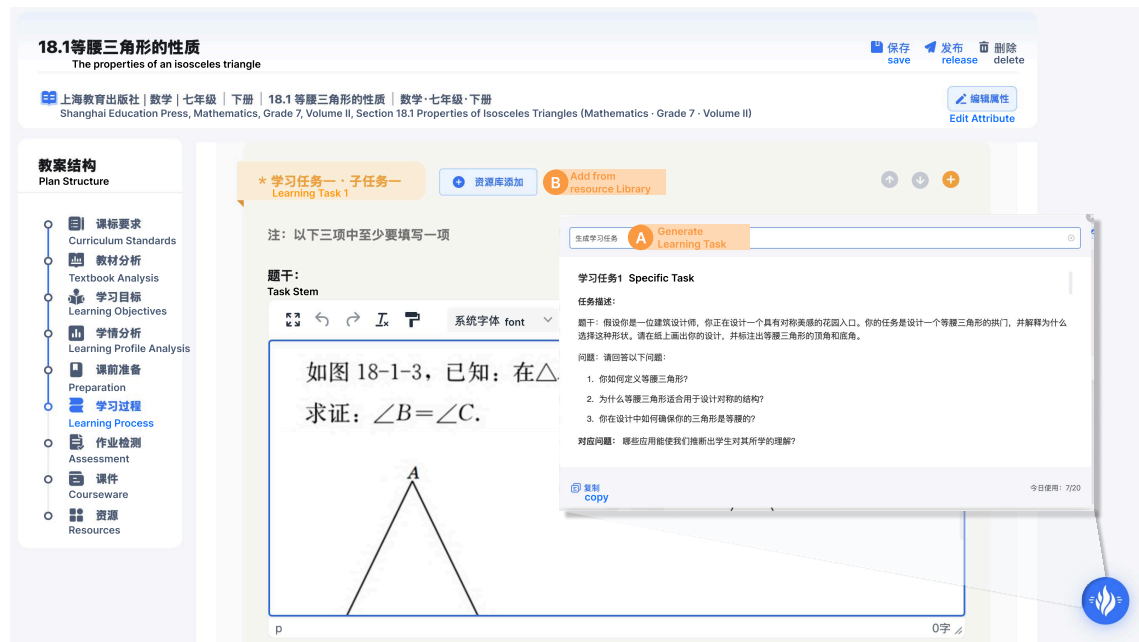 18.1等腰三角形的性质
The properties of an isosceles triangle
保存
save
发布
release
删除
delete
上海教育出版社 | 数学 | 七年级 | 下册 | 18.1 等腰三角形的性质 | 数学·七年级·下册
Shanghai Education Press, Mathematics, Grade 7, Volume II, Section 18.1 Properties of Isosceles Triangles (Mathematics · Grade 7 · Volume II)
编辑属性
Edit Attribute
教案结构
Plan Structure
课标要求
Curriculum Standards
教材分析
Textbook Analysis
学习目标
Learning Objectives
学情分析
Learning Profile Analysis
课前准备
Preparation
学习过程
Learning Process
作业检测
Assessment
课件
Courseware
资源
Resources
* 学习任务一 · 子任务一
Learning Task 1
资源库添加
B
Add from
resource Library
注：以下三项中至少要填写一项
题干：
Task Stem
系统字体 font
如图 18-1-3，已知：在△
求证：∠B＝∠C.
A
p
0字
生成学习任务
A
Generate
Learning Task
学习任务1 Specific Task
任务描述：
题干：假设你是一位建筑设计师，你正在设计一个具有对称美感的花园入口。你的任务是设计一个等腰三角形的拱门，并解释为什么
选择这种形状。请在纸上画出你的设计，并标注出等腰三角形的顶角和底角。
问题：请回答以下问题：
1. 你如何定义等腰三角形?
2. 为什么等腰三角形适合用于设计对称的结构?
3. 你在设计中如何确保你的三角形是等腰的?
对应问题：哪些应用能使我们推断出学生对其所学的理解?
复制
copy
今日使用：7/20